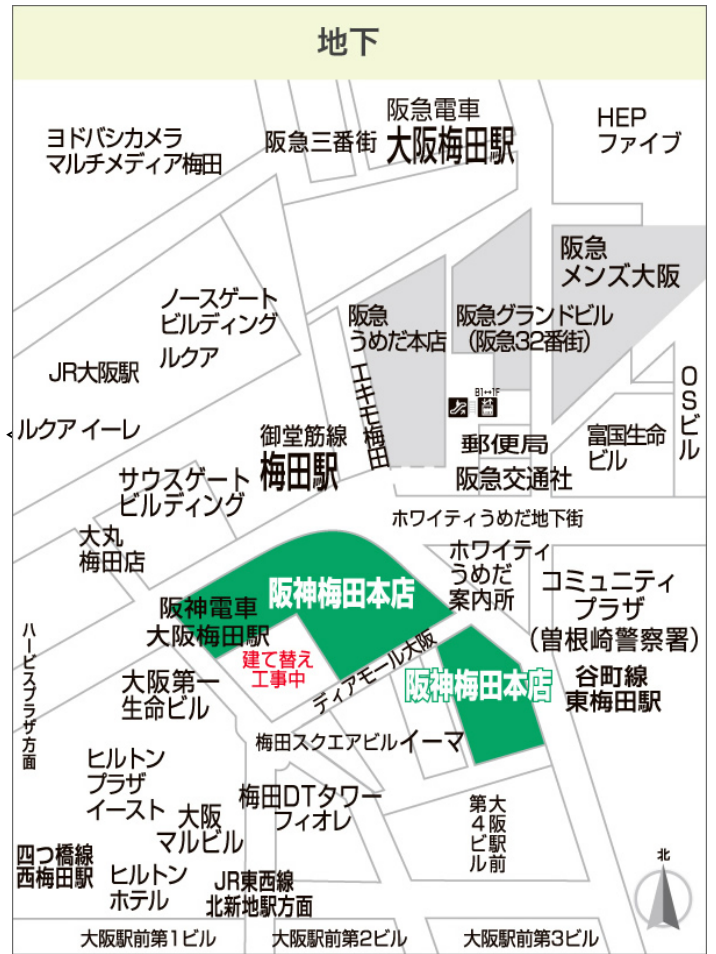 地下
阪急電車
大阪梅田駅
HEP
ファイブ
ヨドバシカメラ
マルチメディア梅田
阪急三番街
阪急
メンズ大阪
ノースゲート
ビルディング
ルクア
阪急
うめだ本店
阪急グランドビル
(阪急32番街)
JR大阪駅
エキモ梅田
B1↔1F
OSビル
ルクア イーレ
御堂筋線
梅田駅
郵便局
富国生命
ビル
サウスゲート
ビルディング
阪急交通社
ホワイティうめだ地下街
大丸
梅田店
ホワイティ
うめだ
案内所
コミュニティ
プラザ
(曽根崎警察署)
阪神梅田本店
阪神電車
大阪梅田駅
建て替え
工事中
ディアモール大阪
阪神梅田本店
谷町線
東梅田駅
ハービスプラザ方面
大阪第一
生命ビル
梅田スクエアビル
イーマ
ヒルトン
プラザ
イースト
大阪
マルビル
梅田DTタワー
フィオレ
大阪駅前
第4ビル
四つ橋線
西梅田駅
ヒルトン
ホテル
JR東西線
北新地駅方面
北
大阪駅前第1ビル
大阪駅前第2ビル
大阪駅前第3ビル